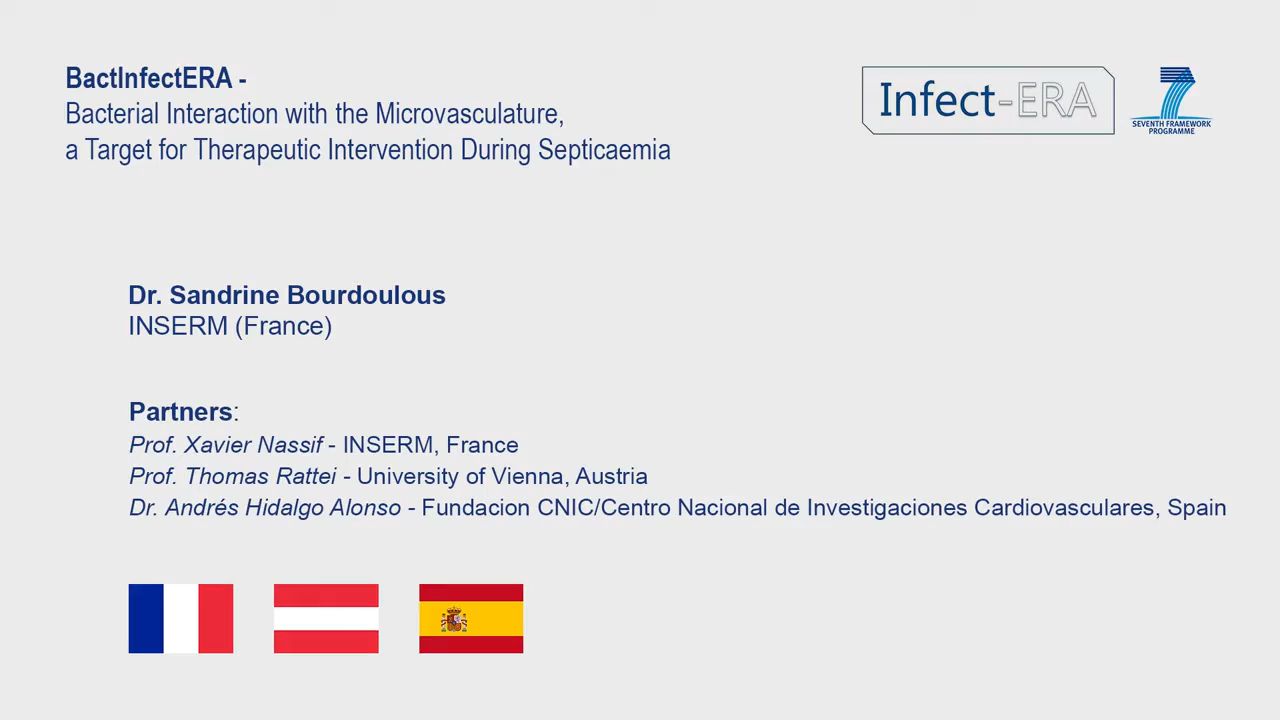 BactInfectERA -
Bacterial Interaction with the Microvasculature,
a Target for Therapeutic Intervention During Septicaemia
Infect-ERA
7
SEVENTH FRAMEWORK
PROGRAMME
Dr. Sandrine Bourdoulous
INSERM (France)
Partners:
Prof. Xavier Nassif - INSERM, France
Prof. Thomas Rattei - University of Vienna, Austria
Dr. Andrés Hidalgo Alonso - Fundacion CNIC/Centro Nacional de Investigaciones Cardiovasculares, Spain